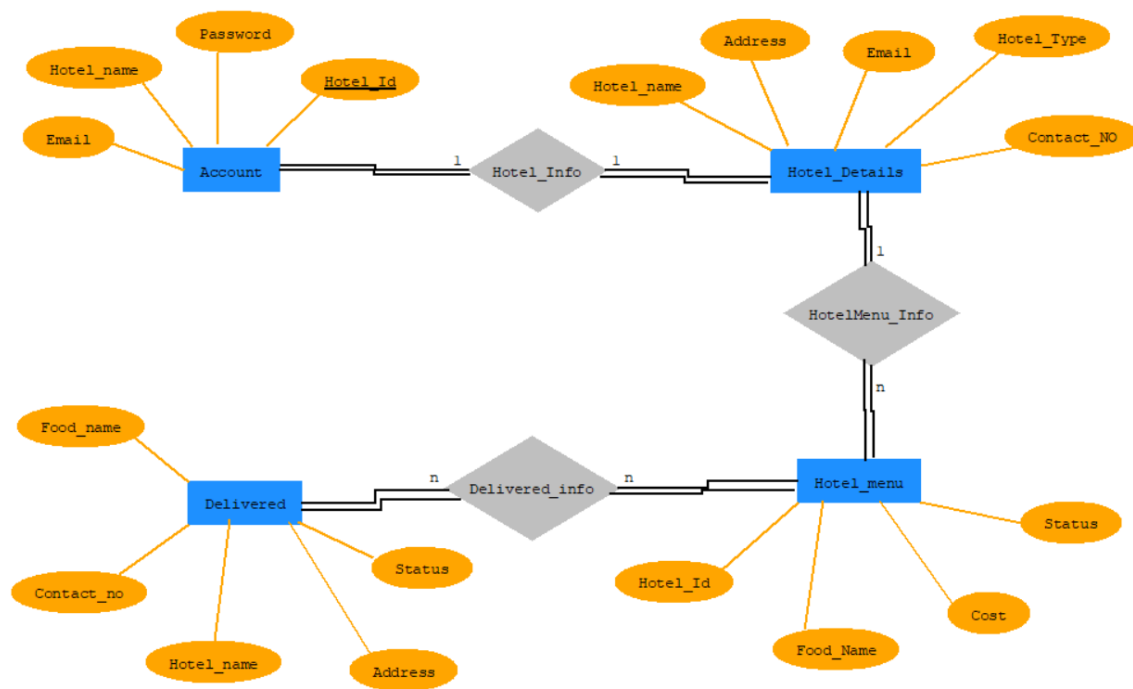 Password
Hotel_name
Hotel_Id
Email
Account
1
Hotel_Info
1
Address
Email
Hotel_Type
Hotel_name
Contact_NO
Hotel_Details
1
HotelMenu_Info
n
Food_name
Delivered
n
Delivered_info
n
Hotel_menu
Status
Contact_no
Hotel_name
Address
Hotel_Id
Food_Name
Cost
Status